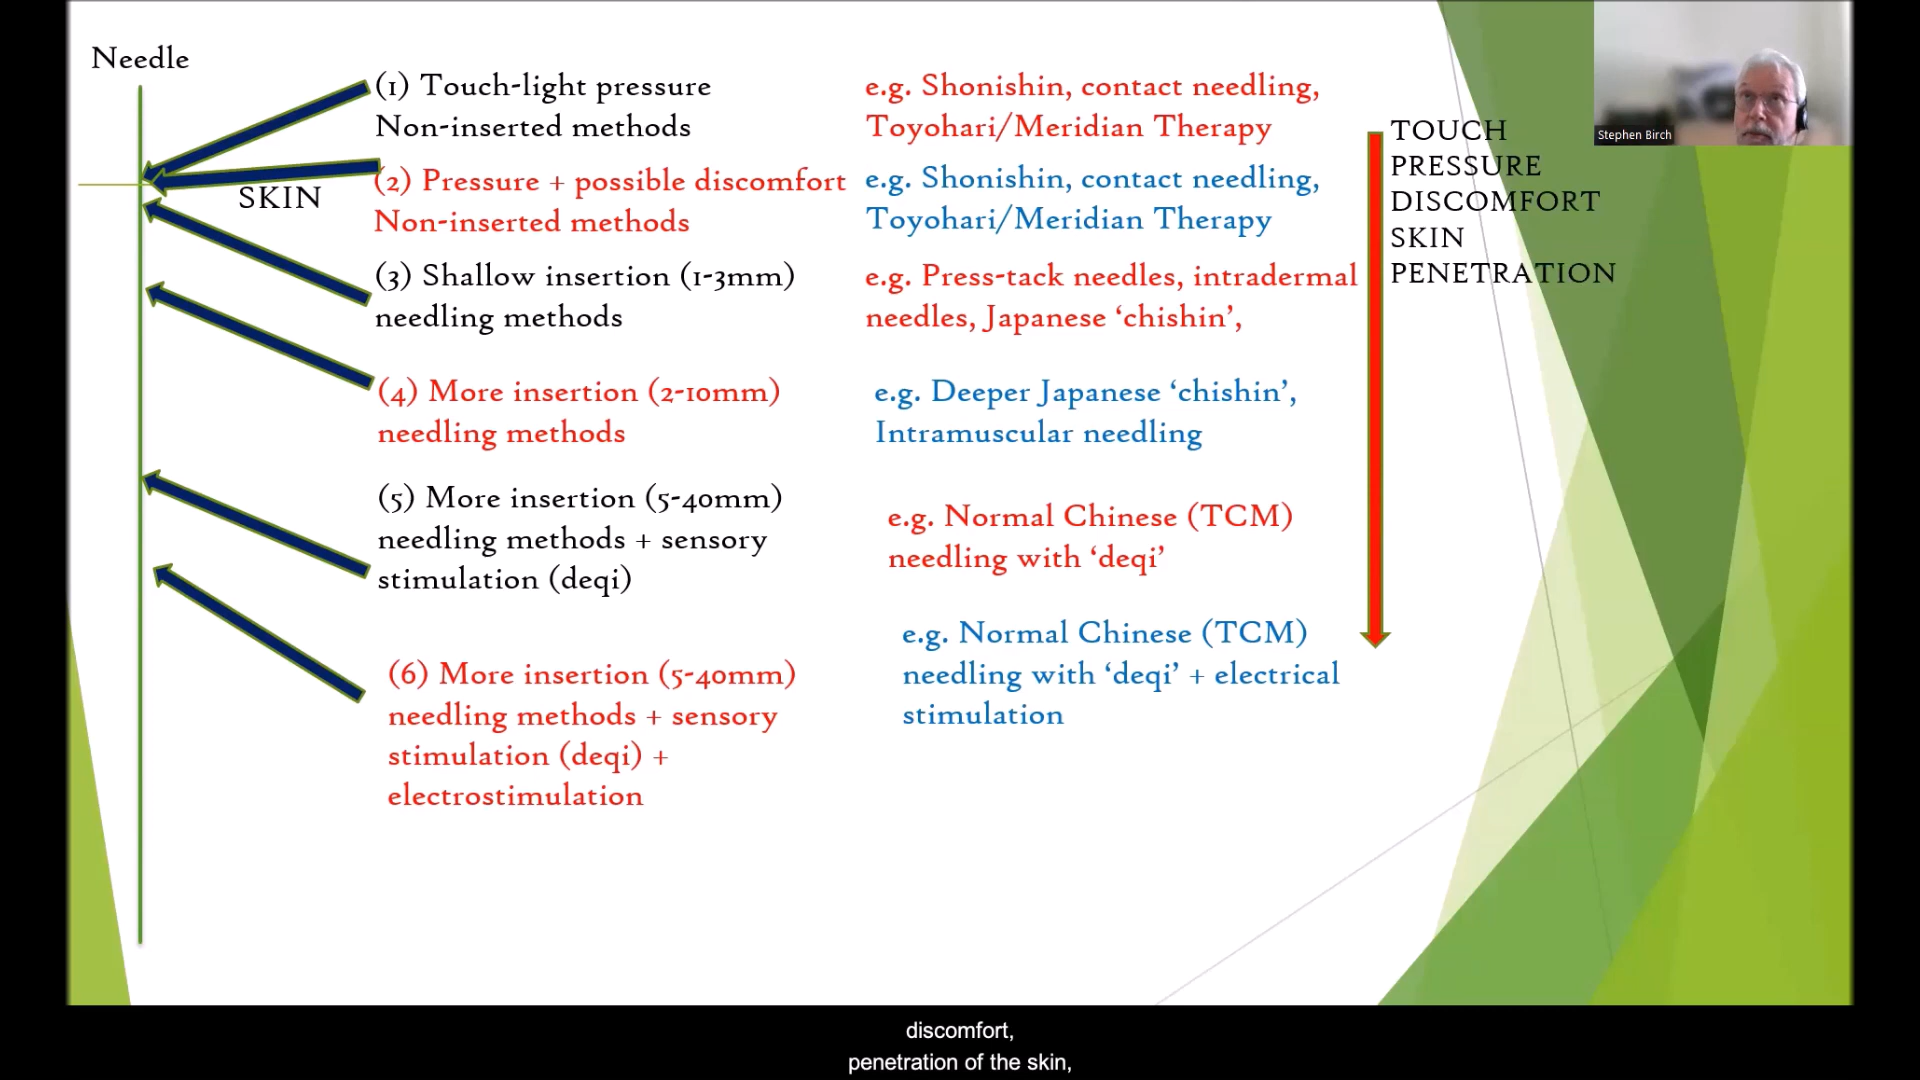 Needle
(1) Touch-light pressure
Non-inserted methods
e.g. Shonishin, contact needling,
Toyohari/Meridian Therapy
SKIN
(2) Pressure + possible discomfort
Non-inserted methods
e.g. Shonishin, contact needling,
Toyohari/Meridian Therapy
(3) Shallow insertion (1-3mm)
needling methods
e.g. Press-tack needles, intradermal
needles, Japanese ‘chishin’,
(4) More insertion (2-10mm)
needling methods
e.g. Deeper Japanese ‘chishin’,
Intramuscular needling
(5) More insertion (5-40mm)
needling methods + sensory
stimulation (deqi)
e.g. Normal Chinese (TCM)
needling with ‘deqi’
(6) More insertion (5-40mm)
needling methods + sensory
stimulation (deqi) +
electrostimulation
e.g. Normal Chinese (TCM)
needling with ‘deqi’ + electrical
stimulation
TOUCH
PRESSURE
DISCOMFORT
SKIN
PENETRATION
Stephen Birch
discomfort,
penetration of the skin,